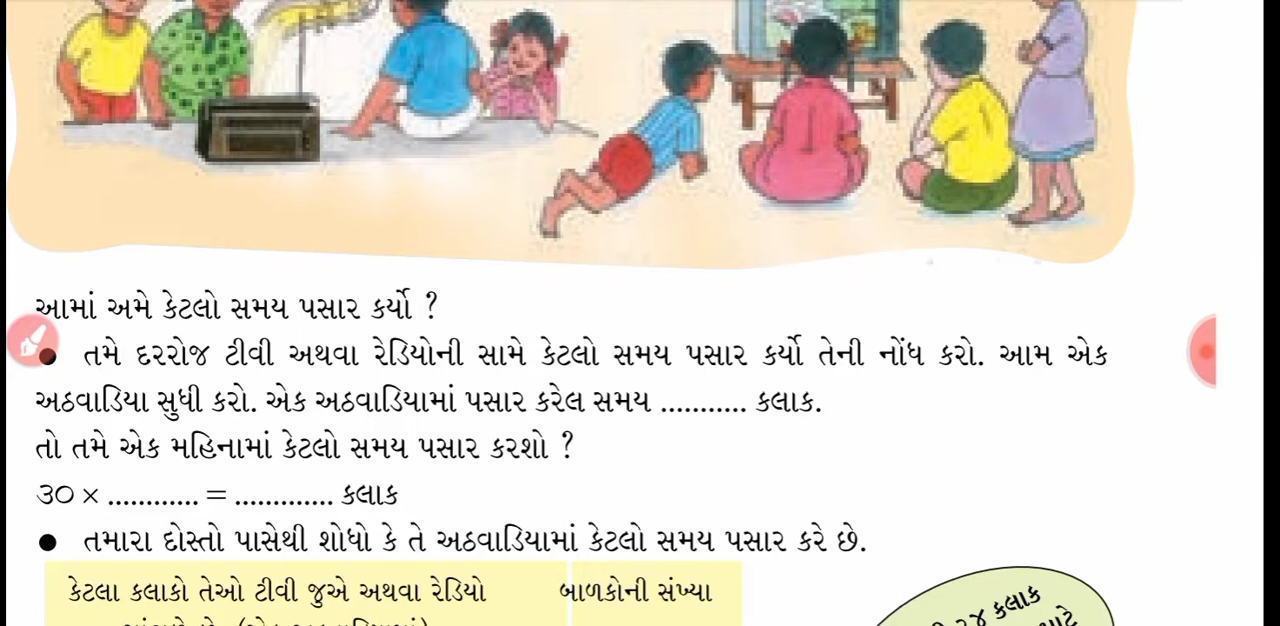 આમાં અમે કેટલો સમય પસાર કર્યો ?
● તમે દરરોજ ટીવી અથવા રેડિયોની સામે કેટલો સમય પસાર કર્યો તેની નોંધ કરો. આમ એક
અઠવાડિયા સુધી કરો. એક અઠવાડિયામાં પસાર કરેલ સમય ........... કલાક.
તો તમે એક મહિનામાં કેટલો સમય પસાર કરશો ?
૩૦ × ............ = ............. કલાક
● તમારા દોસ્તો પાસેથી શોધો કે તે અઠવાડિયામાં કેટલો સમય પસાર કરે છે.
કેટલા કલાકો તેઓ ટીવી જુએ અથવા રેડિયો બાળકોની સંખ્યા
૨૪ કલાક